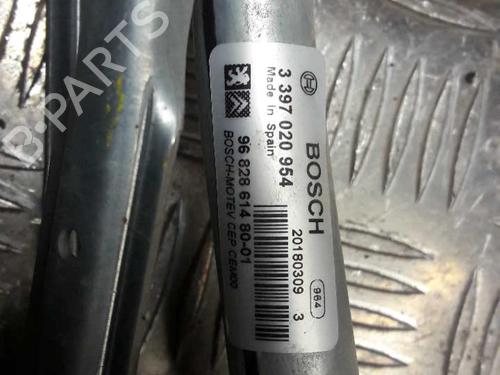 BOSCH
3 397 020 954
Made in Spain
20180309 3
964
96 828 614 80-01
BOSCH-MOTEV CEP CEM00
B-PARTS